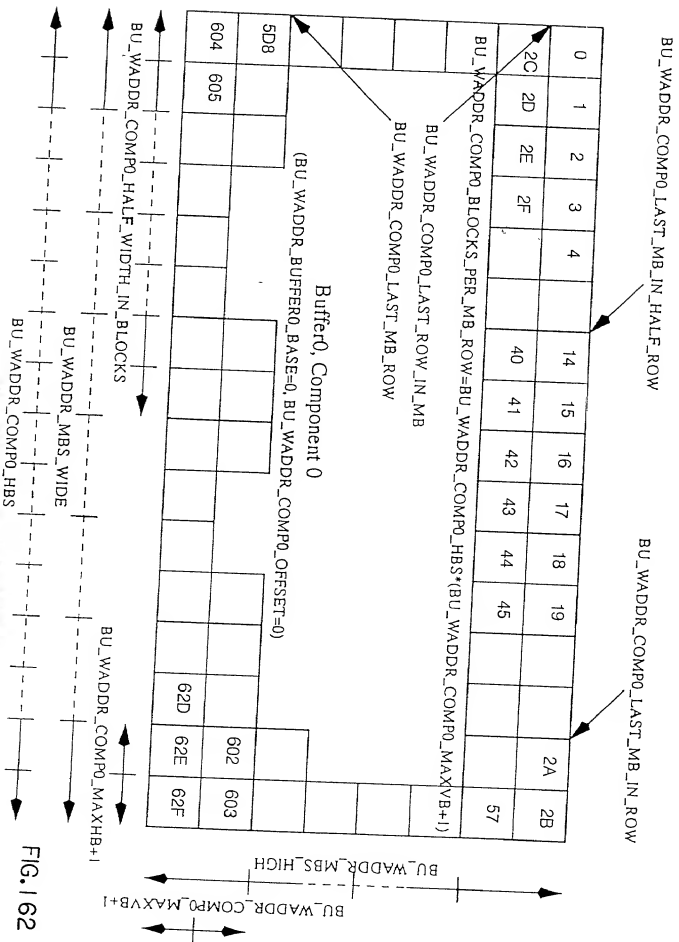 BU_WADDR_COMP0_LAST_MB_IN_HALF_ROW
BU_WADDR_COMP0_LAST_MB_IN_ROW
0 1 2 3 4 14 15 16 17 18 19 2A 2B
2C 2D 2E 2F 40 41 42 43 44 45 57
BU_WADDR_COMP0_BLOCKS_PER_MB_ROW=BU_WADDR_COMP0_HBS*(BU_WADDR_COMP0_MAXVB+1)
BU_WADDR_COMP0_LAST_ROW_IN_MB
BU_WADDR_COMP0_LAST_MB_ROW
Buffer0, Component 0
(BU_WADDR_BUFFER0_BASE=0, BU_WADDR_COMP0_OFFSET=0)
5D8 602 603
604 605 62D 62E 62F
BU_WADDR_MBS_HIGH
BU_WADDR_COMP0_MAXVB+1
BU_WADDR_COMP0_HALF_WIDTH_IN_BLOCKS
BU_WADDR_COMP0_MAXHB+1
BU_WADDR_MBS_WIDE
BU_WADDR_COMP0_HBS
FIG.162